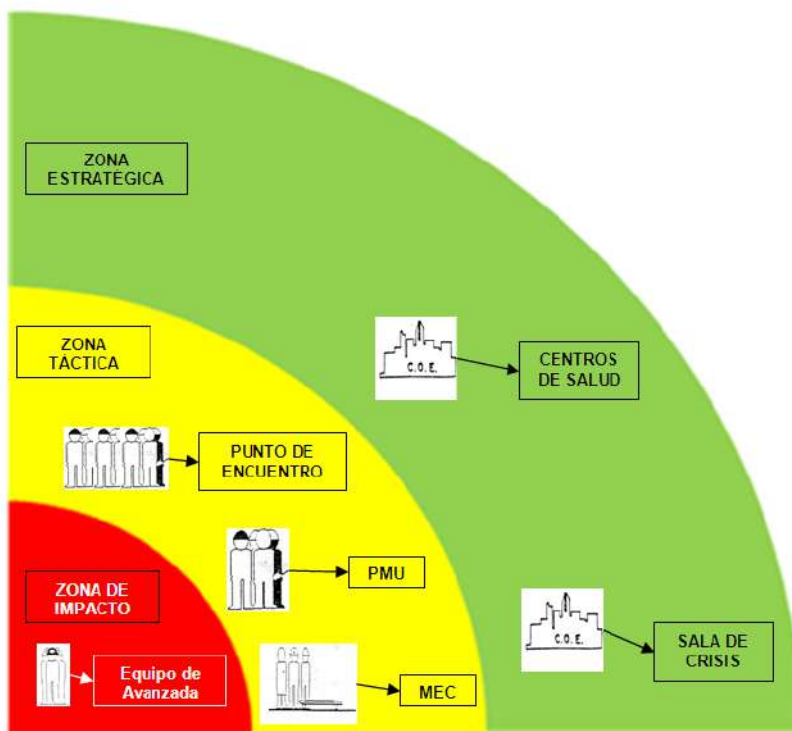 ZONA
ESTRATÉGICA
ZONA
TÁCTICA
C.O.E.
CENTROS
DE SALUD
PUNTO DE
ENCUENTRO
PMU
ZONA DE
IMPACTO
C.O.E.
SALA DE
CRISIS
Equipo de
Avanzada
MEC